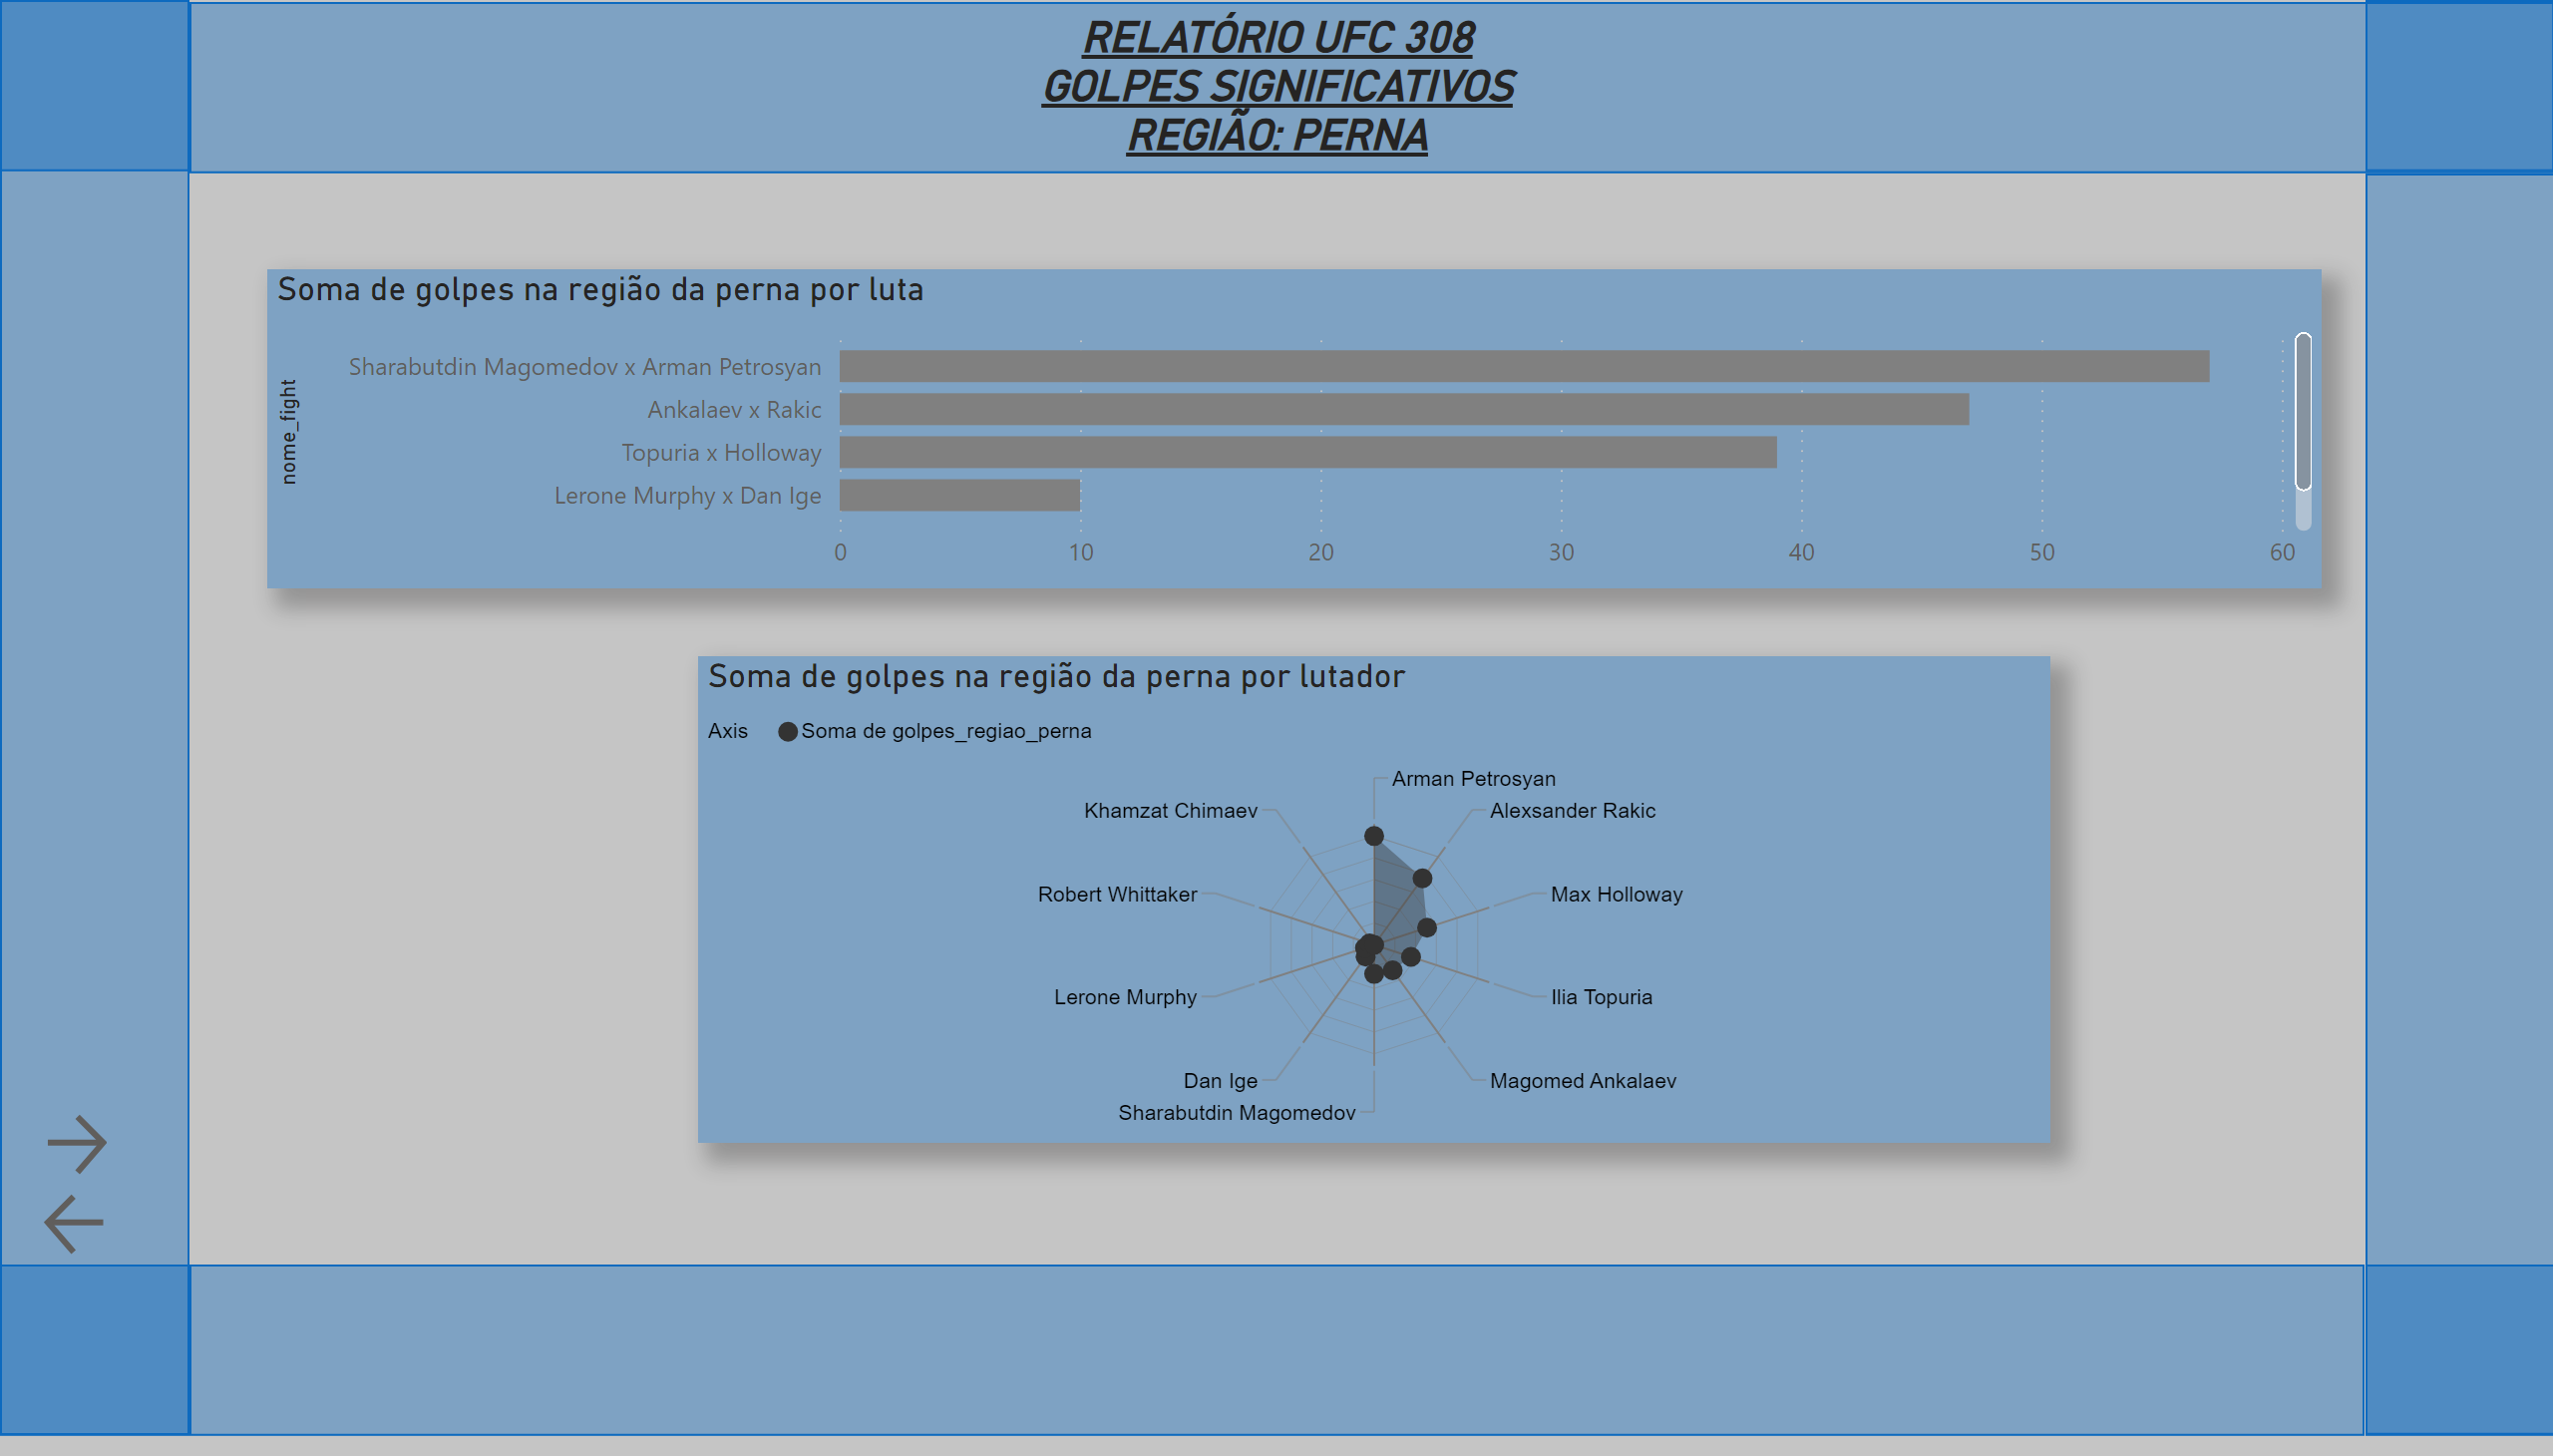 RELATÓRIO UFC 308
GOLPES SIGNIFICATIVOS
REGIÃO: PERNA
Soma de golpes na região da perna por luta
nome_fight
Sharabutdin Magomedov x Arman Petrosyan
Ankalaev x Rakic
Topuria x Holloway
Lerone Murphy x Dan Ige
0 10 20 30 40 50 60
Soma de golpes na região da perna por lutador
Axis Soma de golpes_regiao_perna
Arman Petrosyan
Khamzat Chimaev Alexsander Rakic
Robert Whittaker Max Holloway
Lerone Murphy Ilia Topuria
Dan Ige Magomed Ankalaev
Sharabutdin Magomedov